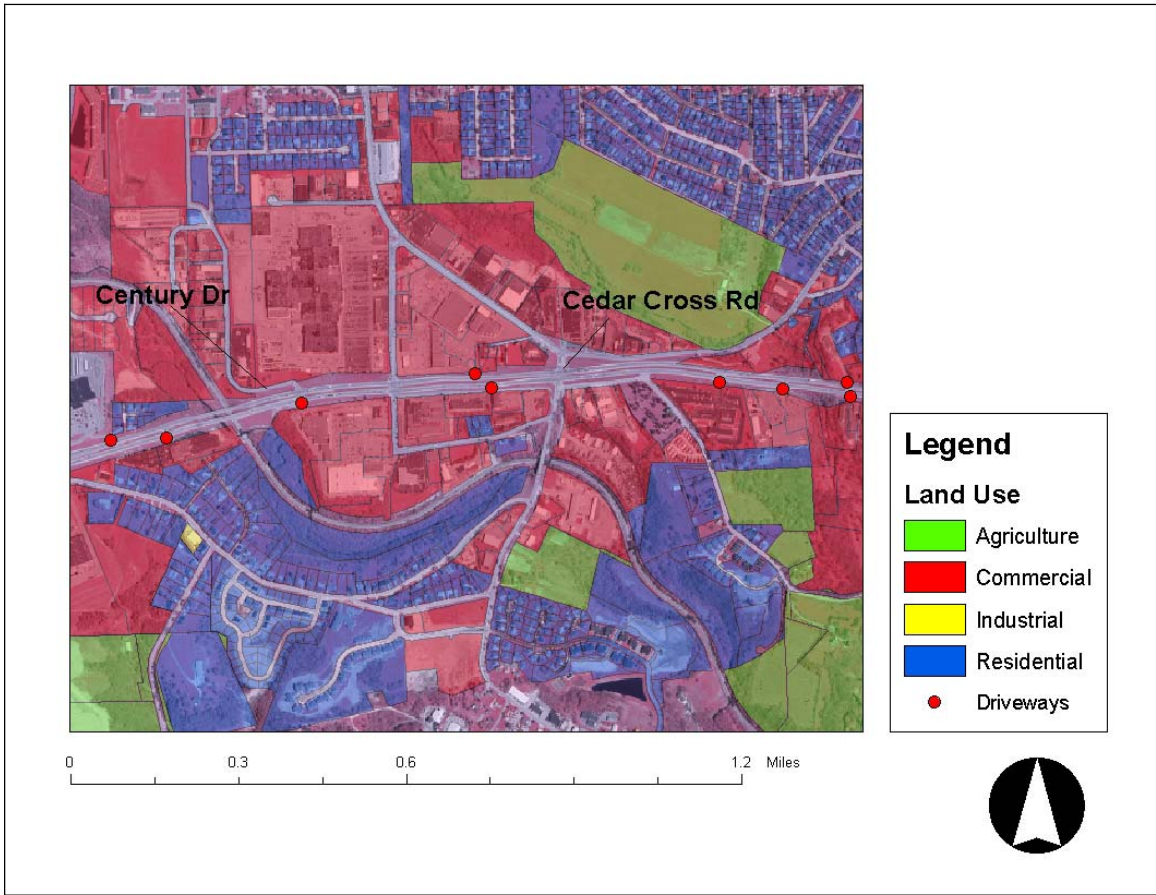 Century Dr
Cedar Cross Rd
0 0.3 0.6 1.2 Miles
Legend
Land Use
Agriculture
Commercial
Industrial
Residential
Driveways